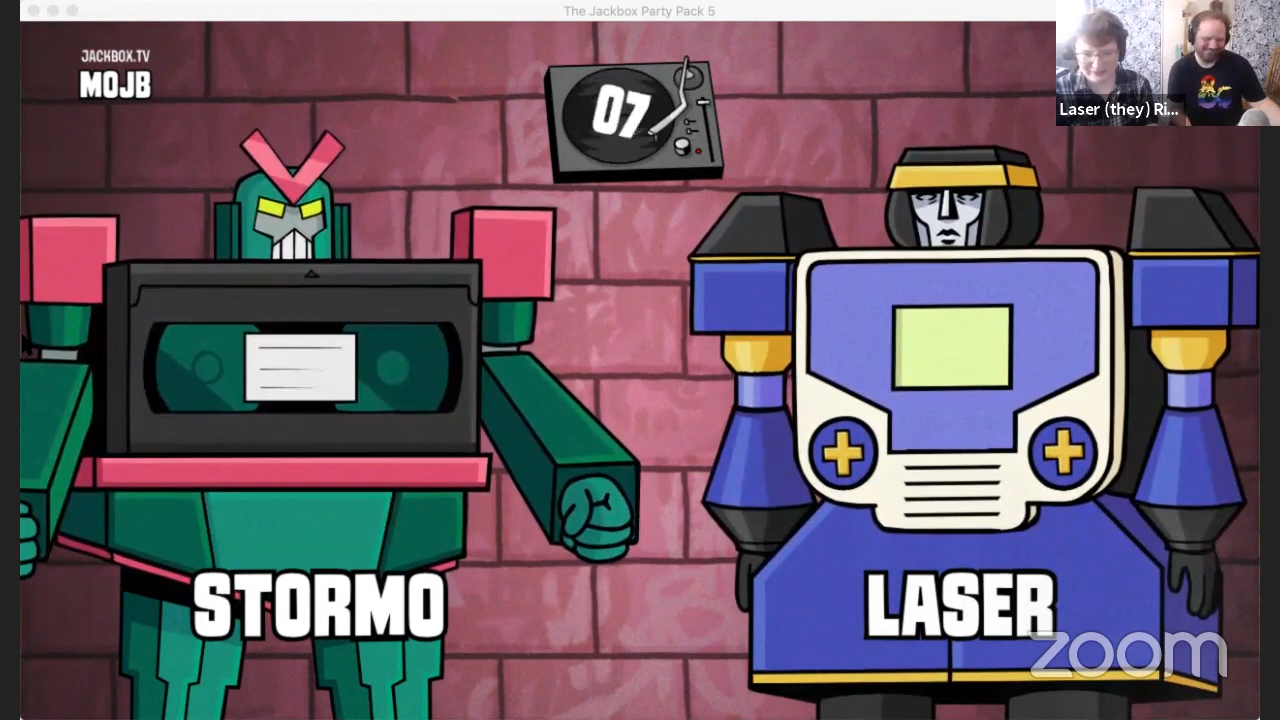 The Jackbox Party Pack 5
JACKBOX.TV
MOJB
07
Laser (they) Ri...
STORMO
LASER
zoom